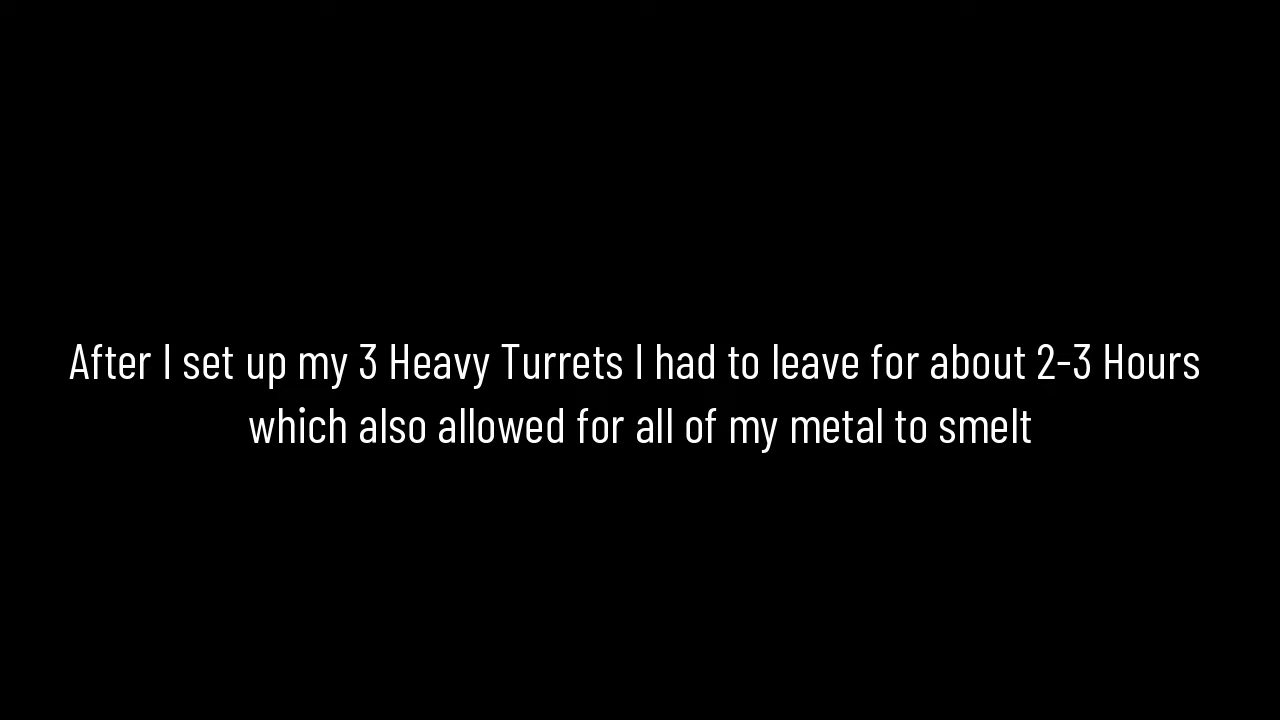 After I set up my 3 Heavy Turrets I had to leave for about 2-3 Hours
which also allowed for all of my metal to smelt